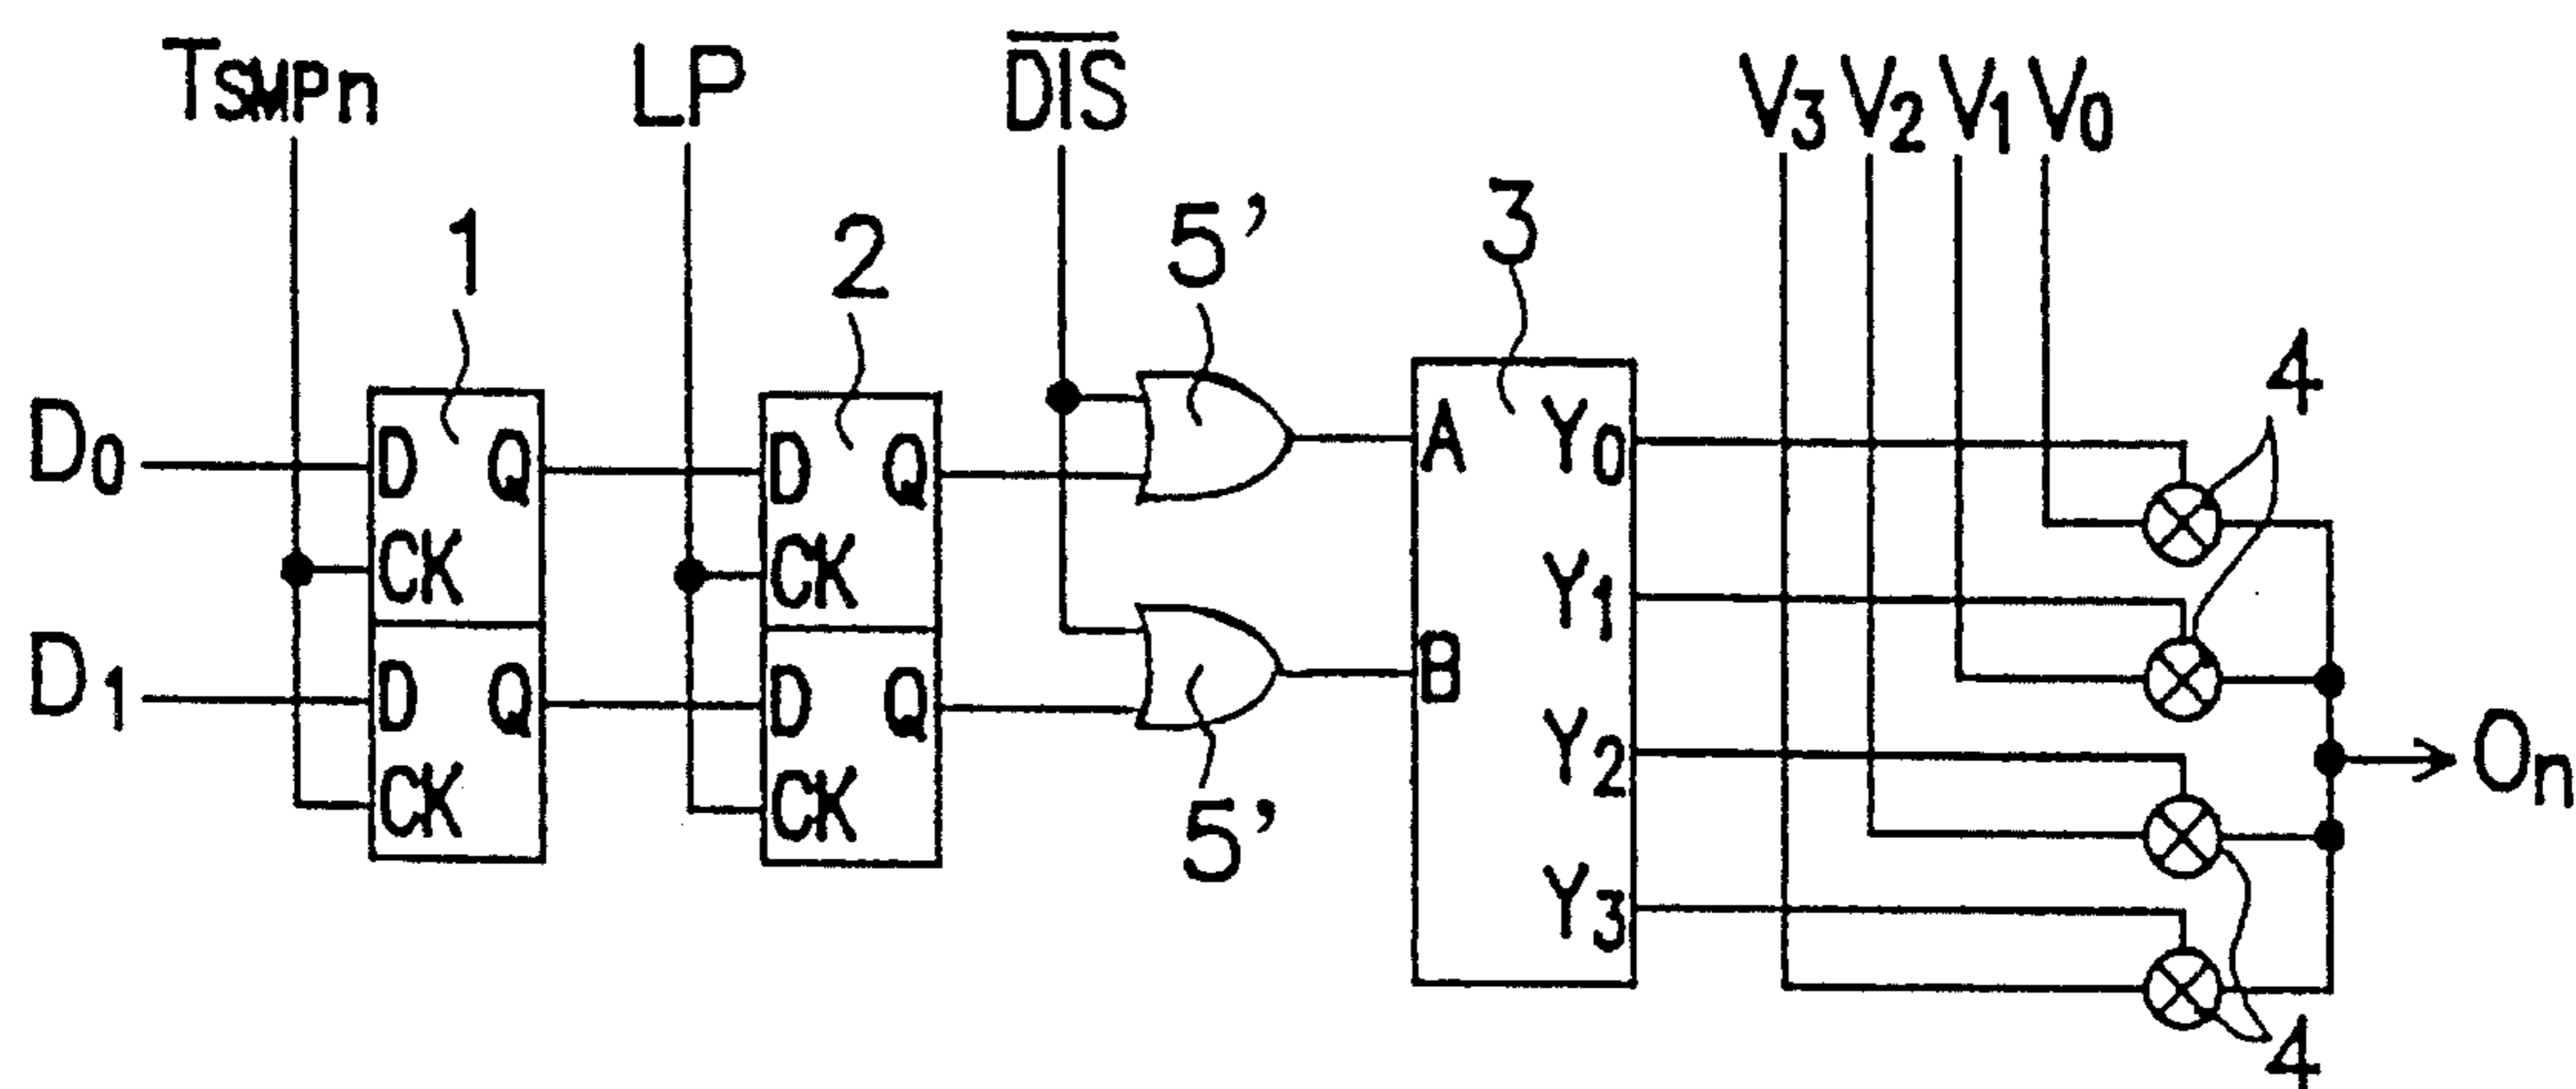 TSMPn LP DIS V3 V2 V1 V0
1 2 5' 3 4
D0 D Q D Q A Y0
CK CK Y1
D1 D Q D Q B Y2
CK CK Y3
5' On
4